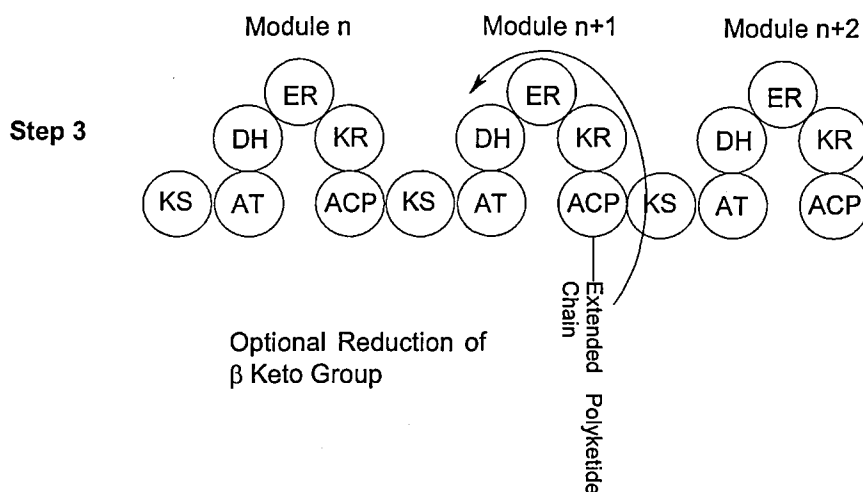 Module n
Module n+1
Module n+2
Step 3
ER
ER
ER
DH
KR
DH
KR
DH
KR
KS
AT
ACP
KS
AT
ACP
KS
AT
ACP
Extended Polyketide
Chain
Optional Reduction of
β Keto Group